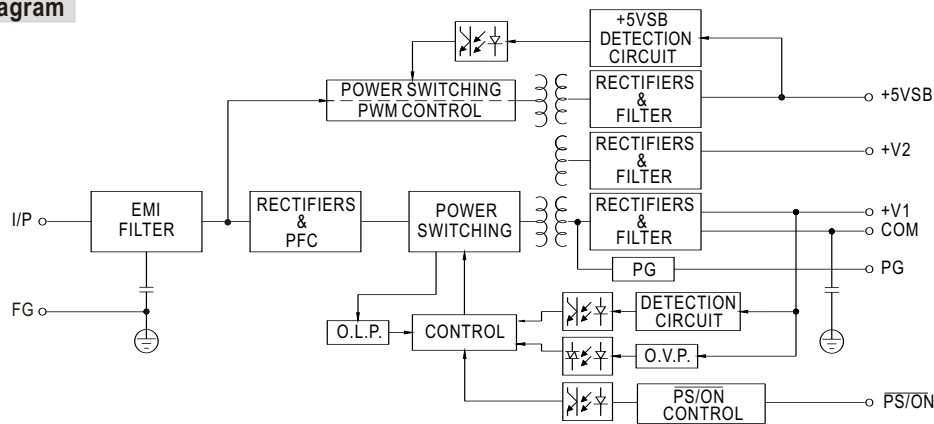 agram
+5VSB
DETECTION
CIRCUIT
POWER SWITCHING
PWM CONTROL
RECTIFIERS
&
FILTER
+5VSB
RECTIFIERS
&
FILTER
+V2
I/P
EMI
FILTER
RECTIFIERS
&
PFC
POWER
SWITCHING
RECTIFIERS
&
FILTER
+V1
COM
PG
PG
FG
O.L.P.
CONTROL
DETECTION
CIRCUIT
O.V.P.
PS/ON
CONTROL
PS/ON